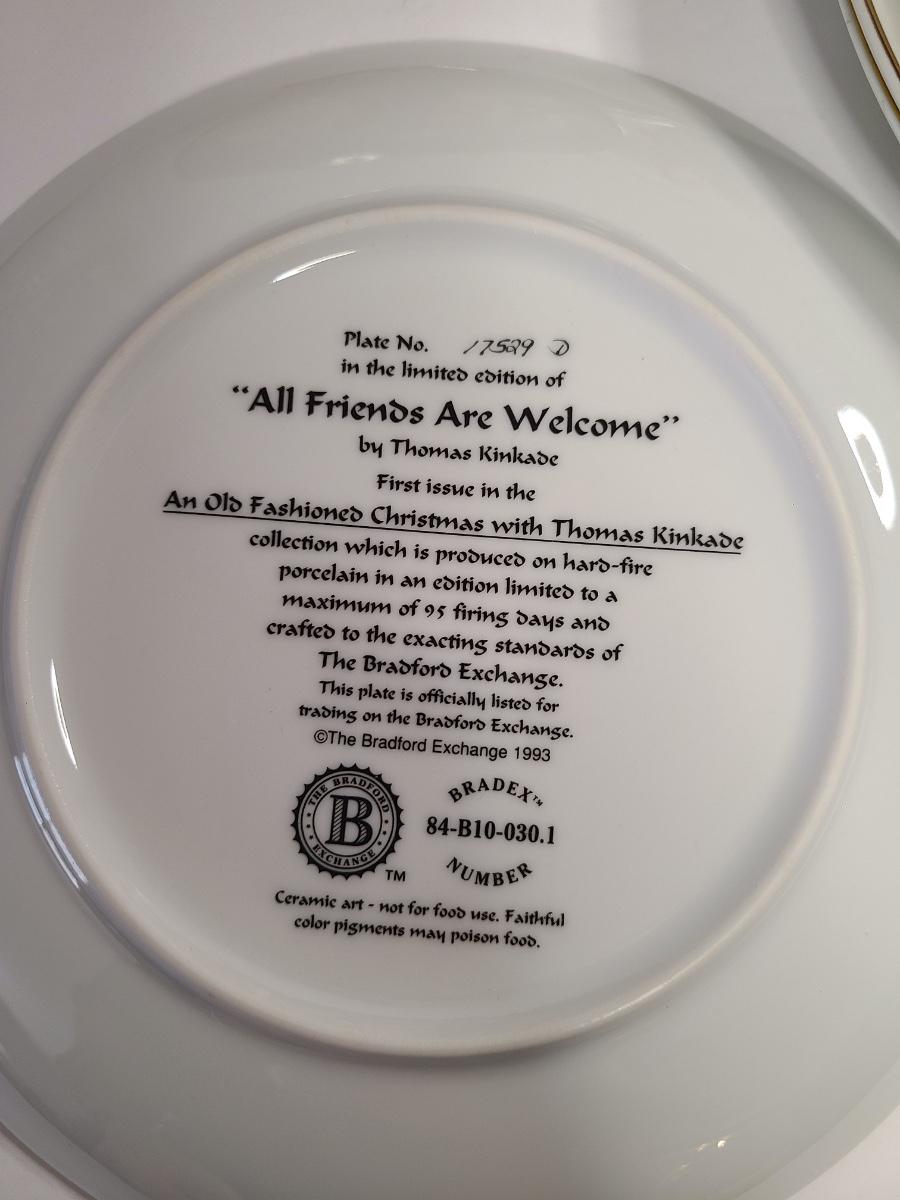 Plate No. 17529 D
in the limited edition of
“All Friends Are Welcome”
by Thomas Kinkade
First issue in the
An Old Fashioned Christmas with Thomas Kinkade
collection which is produced on hard-fire
porcelain in an edition limited to a
maximum of 95 firing days and
crafted to the exacting standards of
The Bradford Exchange.
This plate is officially listed for
trading on the Bradford Exchange.
©The Bradford Exchange 1993
THE BRADFORD
B
EXCHANGE
TM
BRADEX™
84-B10-030.1
NUMBER
Ceramic art - not for food use. Faithful
color pigments may poison food.